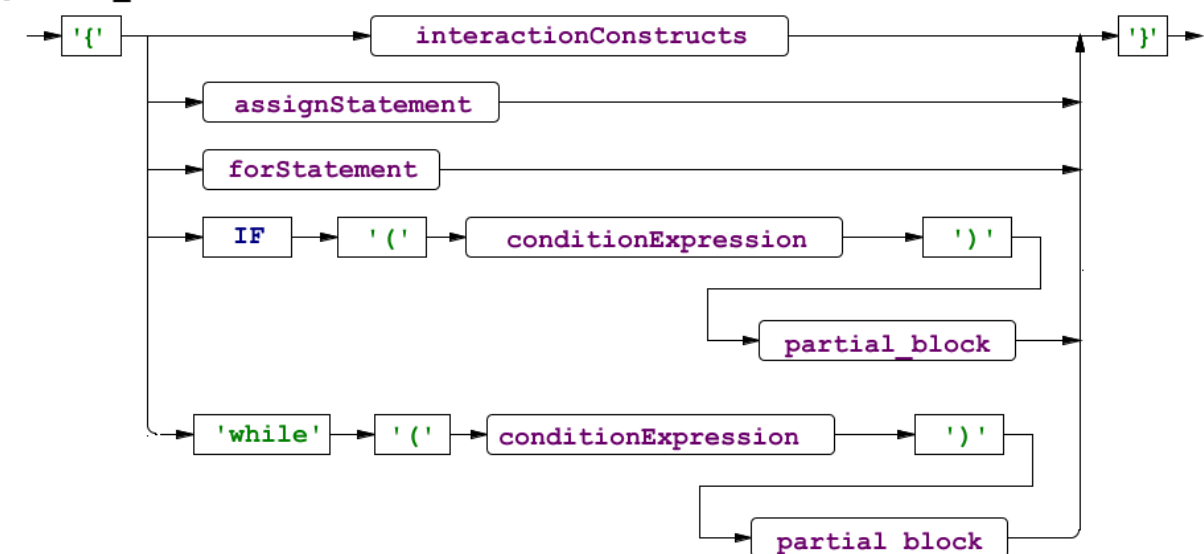 '{' interactionConstructs '}'
assignStatement
forStatement
IF '(' conditionExpression ')'
partial_block
'while' '(' conditionExpression ')'
partial block